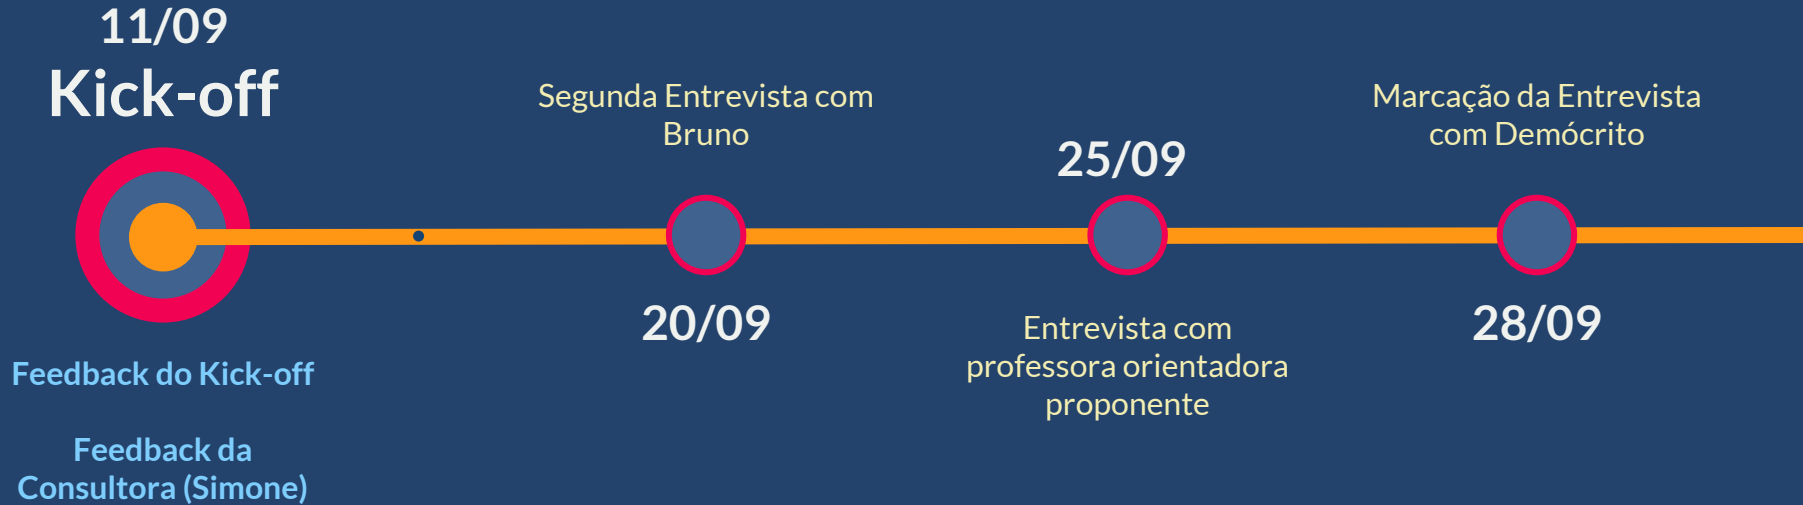 11/09
Kick-off
Feedback do Kick-off
Feedback da
Consultora (Simone)
Segunda Entrevista com
Bruno
20/09
25/09
Entrevista com
professora orientadora
proponente
Marcação da Entrevista
com Demócrito
28/09